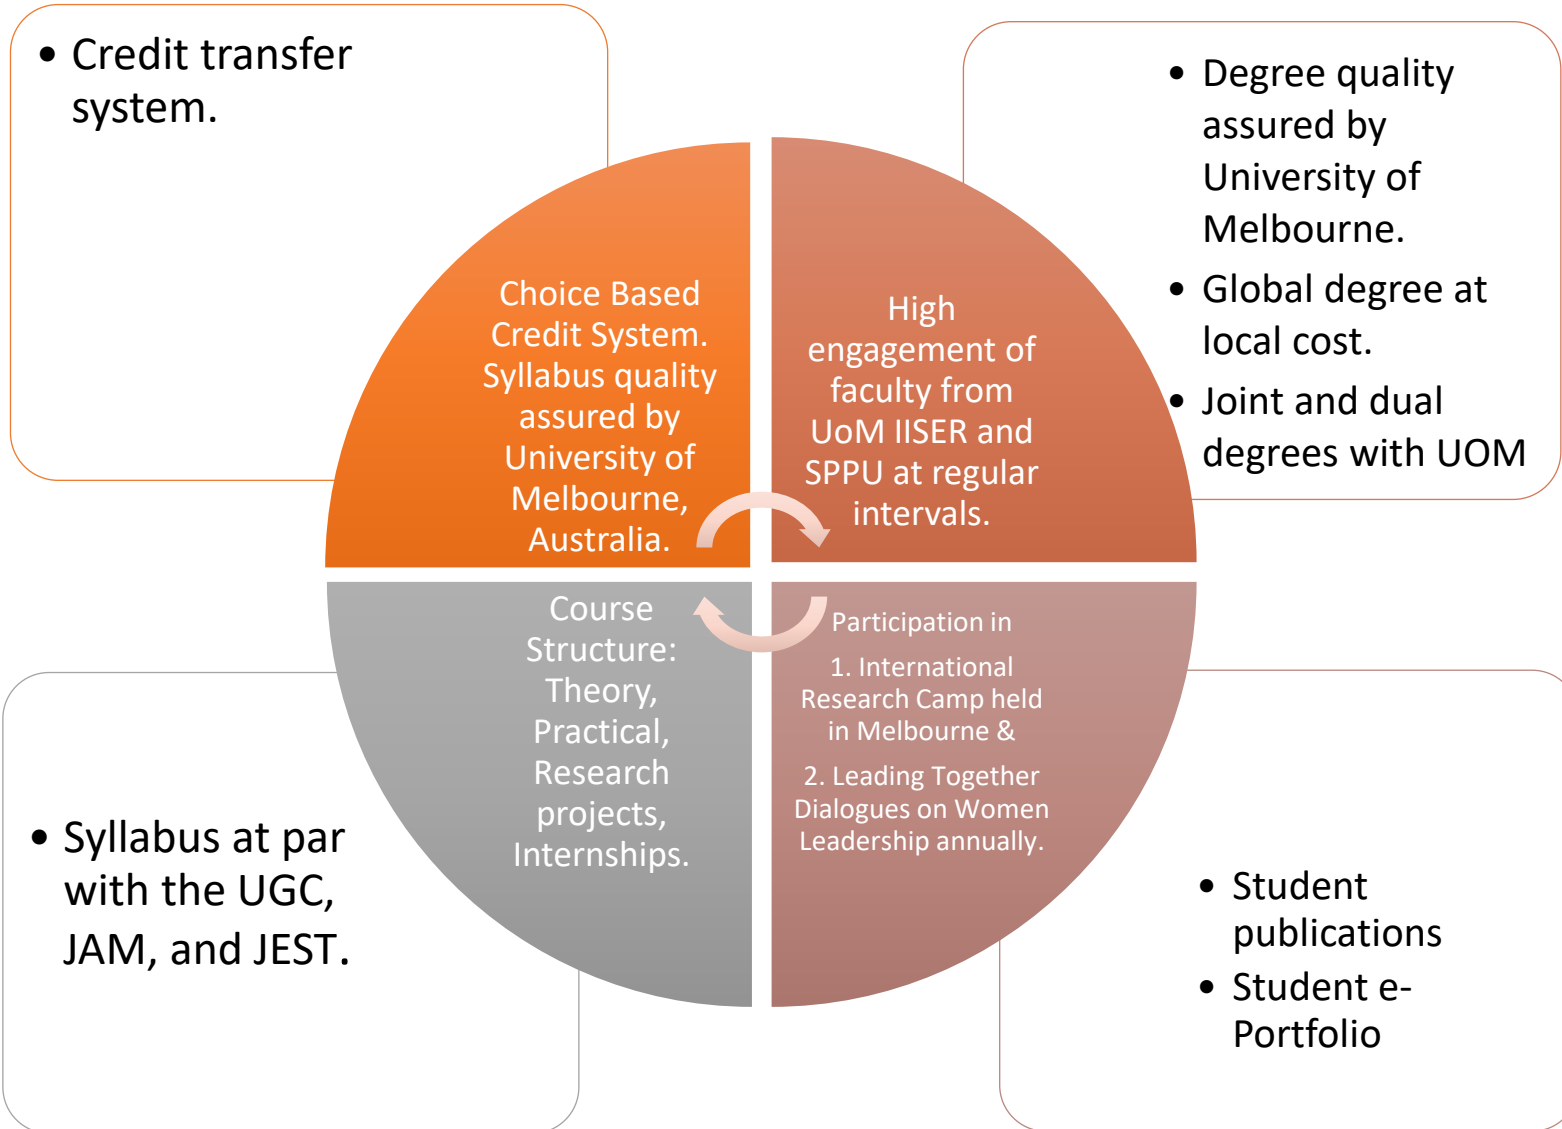 • Credit transfer
system.
• Degree quality
assured by
University of
Melbourne.
• Global degree at
local cost.
• Joint and dual
degrees with UOM
Choice Based
Credit System.
Syllabus quality
assured by
University of
Melbourne,
Australia.
High
engagement of
faculty from
UoM IISER and
SPPU at regular
intervals.
Course
Structure:
Theory,
Practical,
Research
projects,
Internships.
Participation in
1. International
Research Camp held
in Melbourne &
2. Leading Together
Dialogues on Women
Leadership annually.
• Syllabus at par
with the UGC,
JAM, and JEST.
• Student
publications
• Student e-
Portfolio